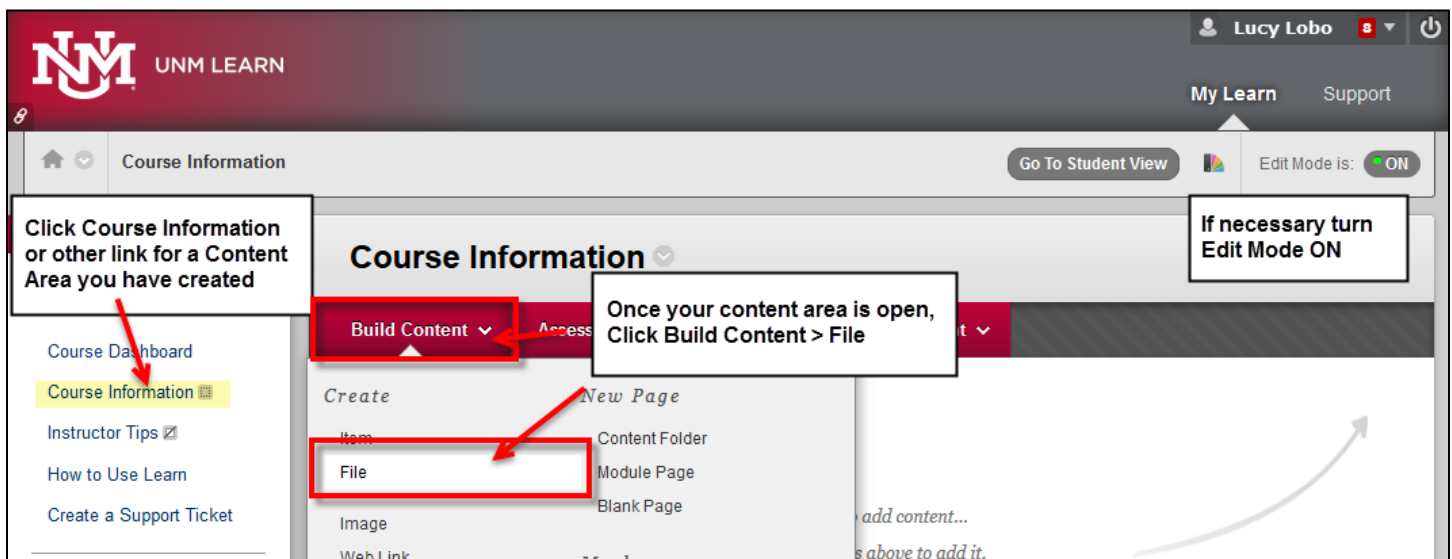 Lucy Lobo 8
UNM UNM LEARN
My Learn Support
Course Information
Go To Student View
Edit Mode is: ON
Click Course Information
or other link for a Content
Area you have created
If necessary turn
Edit Mode ON
Course Information
Once your content area is open,
Click Build Content > File
Build Content
Course Dashboard
Course Information
Instructor Tips
How to Use Learn
Create a Support Ticket
Create
Item
File
Image
Web Link
New Page
Content Folder
Module Page
Blank Page
add content...
above to add it.